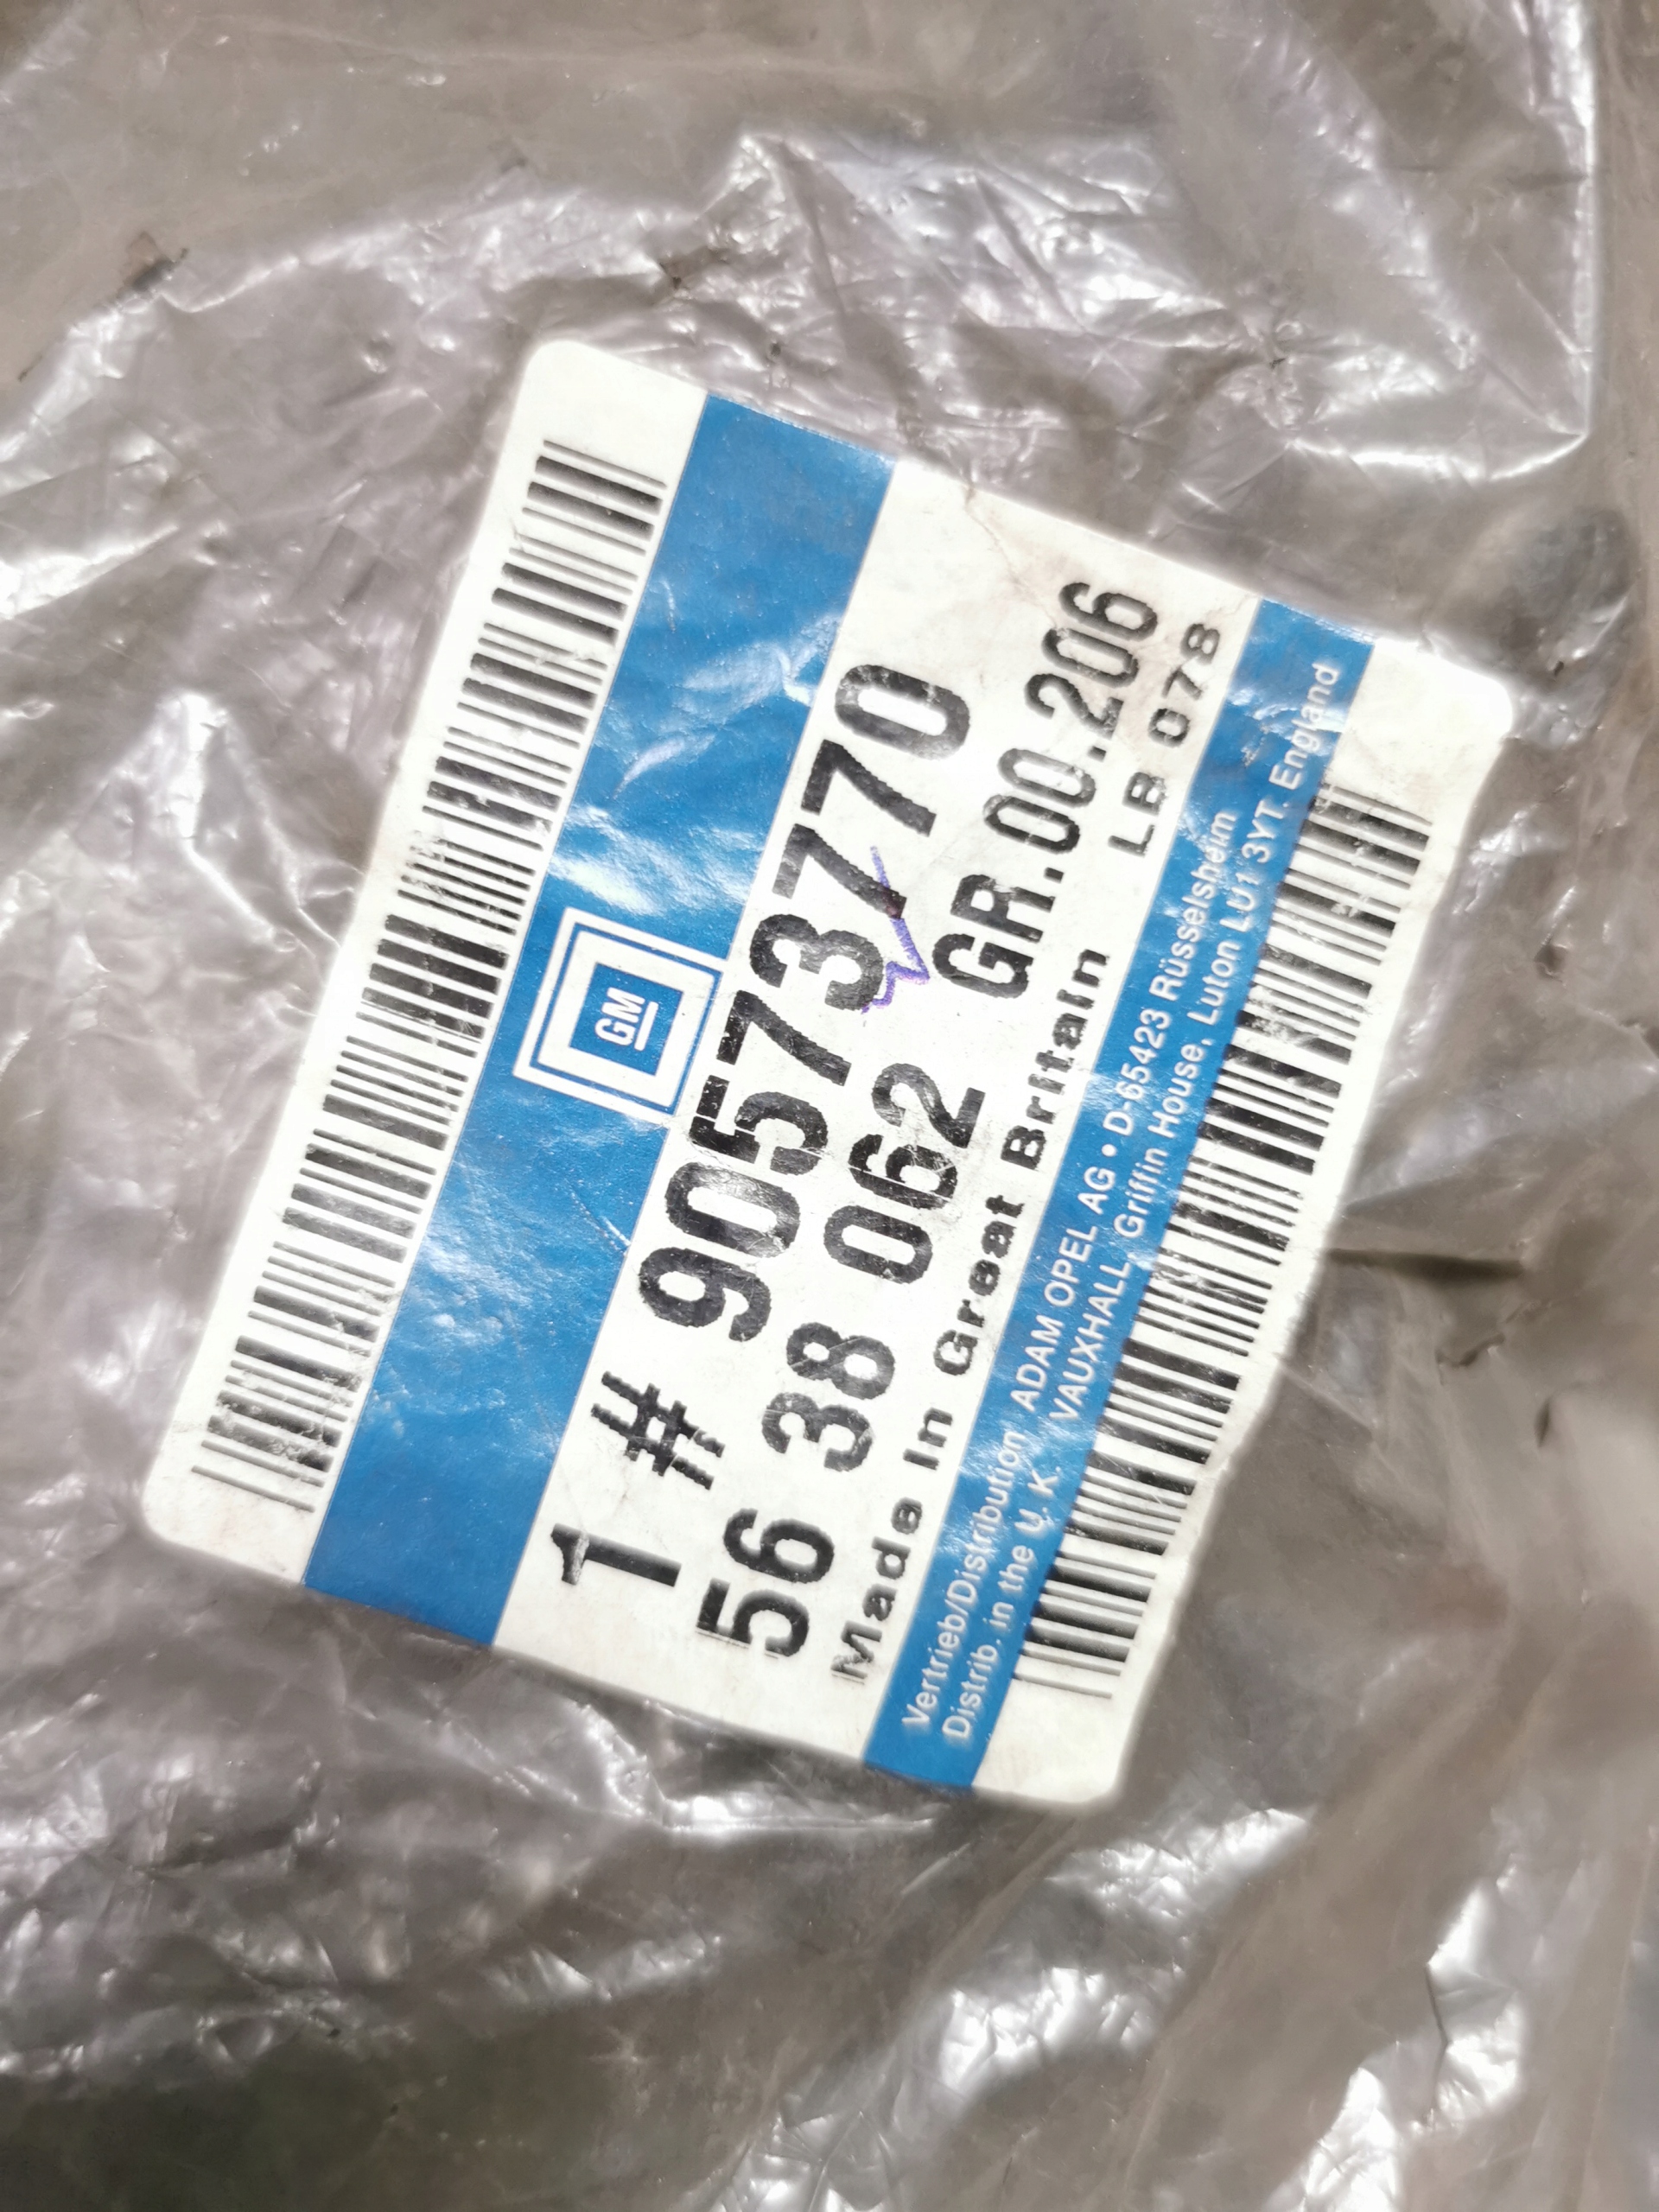 GM
1 # 90573770
56 38 062 GR.00.206
Made in Great Britain LB 078
Vertrieb/Distribution ADAM OPEL AG • D-65423 Rüsselsheim
Distrib. in the U.K. VAUXHALL, Griffin House, Luton LU1 3YT England